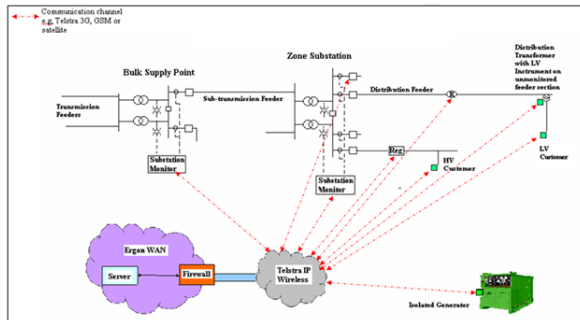 Communication channel
e.g. Telstra 3G, GSM or
satellite
Distribution
Transformer
with LV
Instrument on
unmonitored
feeder section
Zone Substation
Bulk Supply Point
Transmission
Feeders
Sub-transmission Feeder
Distribution Feeder
R
Reg
LV
Customer
HV
Customer
Substation
Monitor
Substation
Monitor
Ergon WAN
Server
Firewall
Telstra IP
Wireless
Isolated Generator